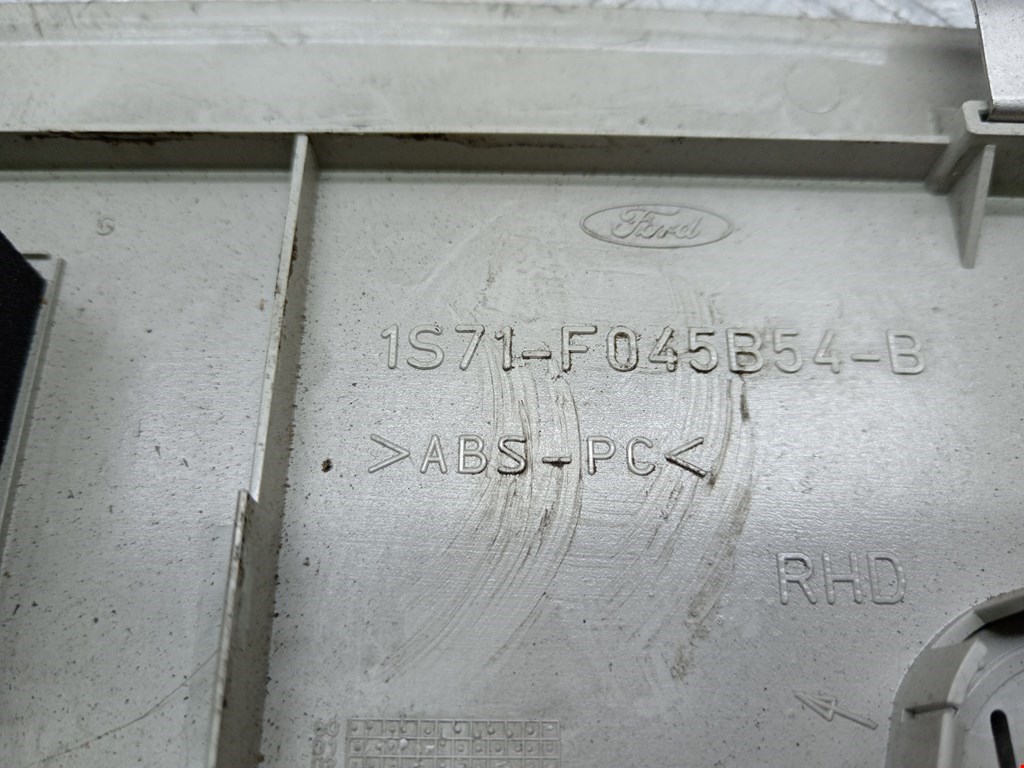 Ford
1S71-F045B54-B
>ABS-PC<
RHD